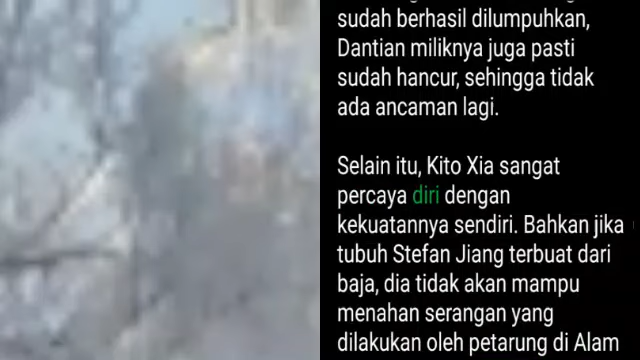 sudah berhasil dilumpuhkan,
Dantian miliknya juga pasti
sudah hancur, sehingga tidak
ada ancaman lagi.
Selain itu, Kito Xia sangat
percaya diri dengan
kekuatannya sendiri. Bahkan jika
tubuh Stefan Jiang terbuat dari
baja, dia tidak akan mampu
menahan serangan yang
dilakukan oleh petarung di Alam